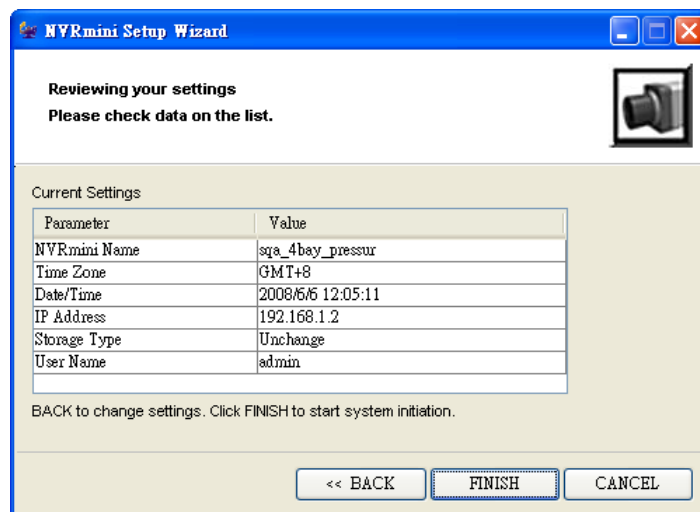 NVRmini Setup Wizard
Reviewing your settings
Please check data on the list.
Current Settings
Parameter Value
NVRmini Name sqa_4bay_pressur
Time Zone GMT+8
Date/Time 2008/6/6 12:05:11
IP Address 192.168.1.2
Storage Type Unchange
User Name admin
BACK to change settings. Click FINISH to start system initiation.
<< BACK FINISH CANCEL